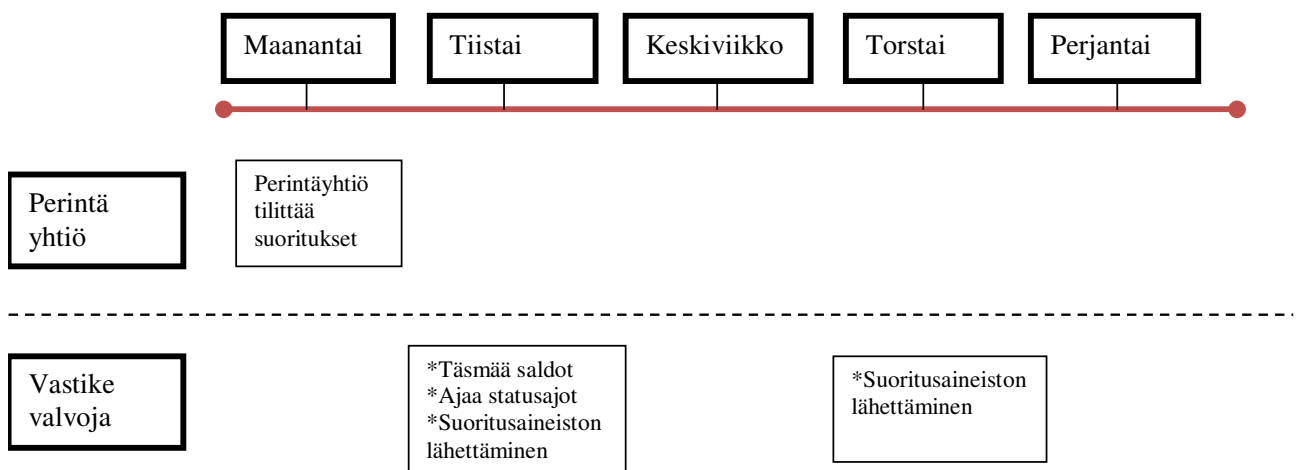 Maanantai
Tiistai
Keskiviikko
Torstai
Perjantai
Perintä
yhtiö
Perintäyhtiö
tilittää
suoritukset
Vastike
valvoja
*Täsmää saldot
*Ajaa statusajot
*Suoritusaineiston
lähettäminen
*Suoritusaineiston
lähettäminen